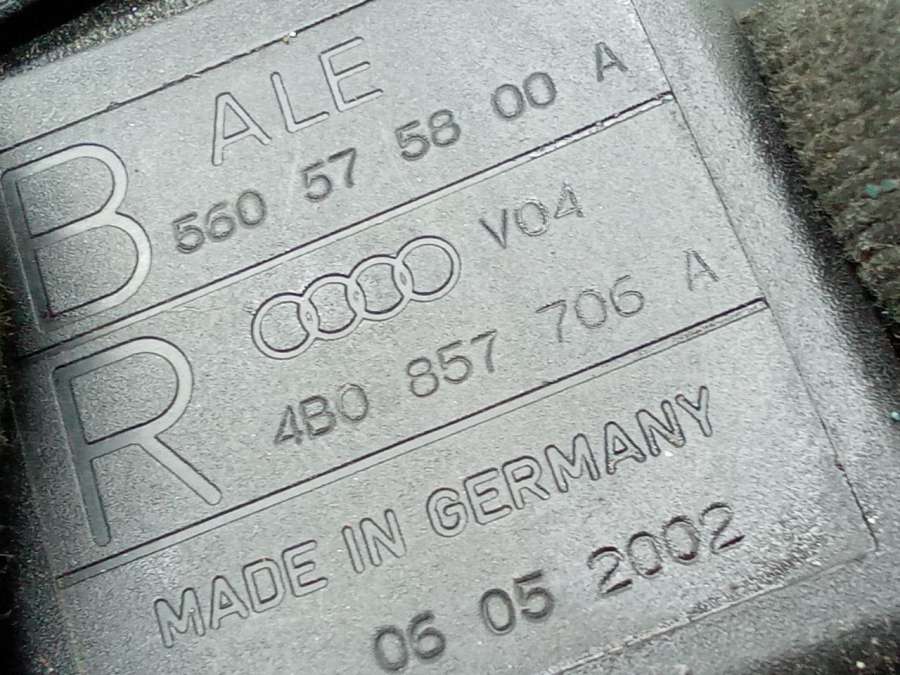 B ALE
560 57 58 00 A
R V04
4B0 857 706 A
MADE IN GERMANY
06 05 2002